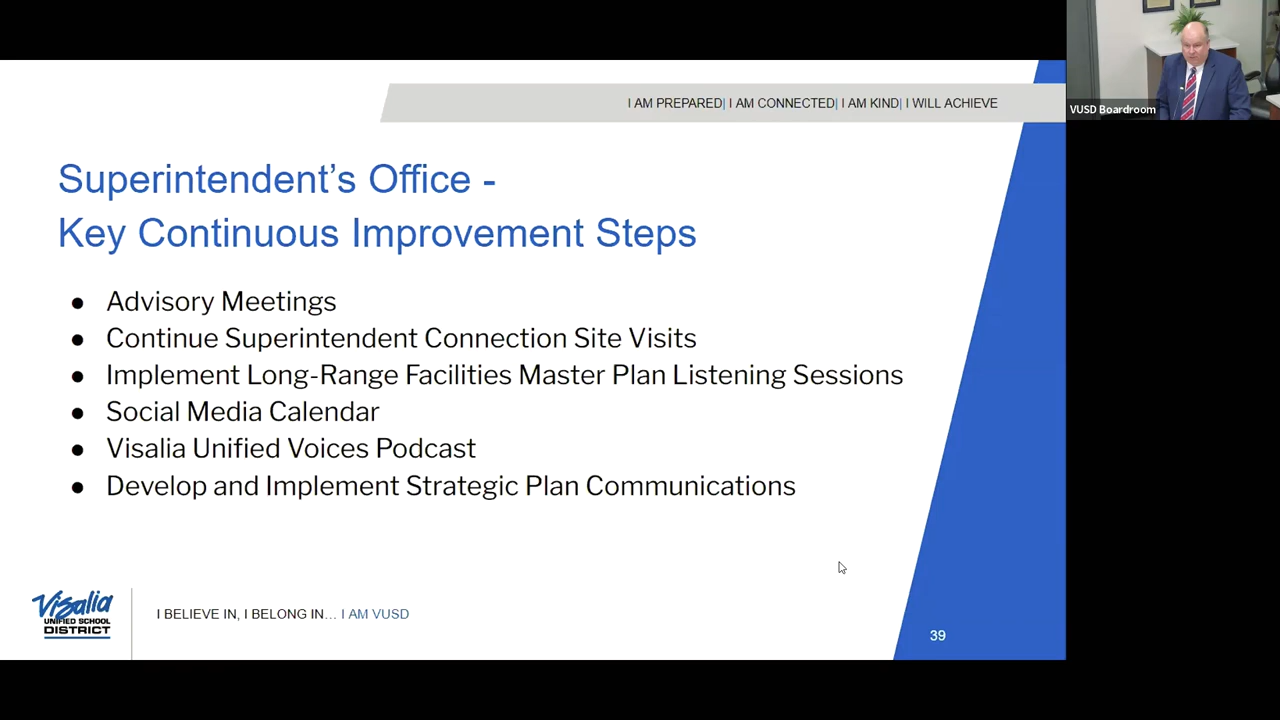 I AM PREPARED| I AM CONNECTED| I AM KIND| I WILL ACHIEVE
VUSD Boardroom
Superintendent’s Office -
Key Continuous Improvement Steps
● Advisory Meetings
● Continue Superintendent Connection Site Visits
● Implement Long-Range Facilities Master Plan Listening Sessions
● Social Media Calendar
● Visalia Unified Voices Podcast
● Develop and Implement Strategic Plan Communications
Visalia
UNIFIED SCHOOL
DISTRICT
I BELIEVE IN, I BELONG IN... I AM VUSD
39